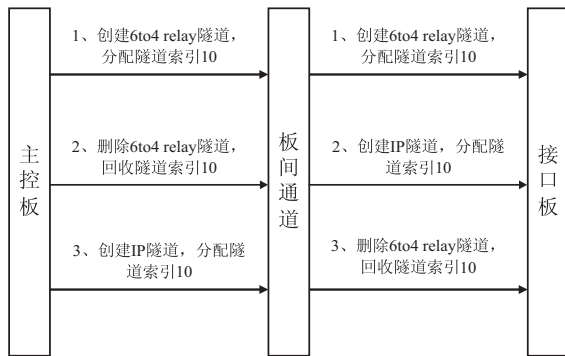 主控板
1、创建6to4 relay隧道，
分配隧道索引10
2、删除6to4 relay隧道，
回收隧道索引10
3、创建IP隧道，分配隧
道索引10
板间通道
1、创建6to4 relay隧道，
分配隧道索引10
2、创建IP隧道，分配隧
道索引10
3、删除6to4 relay隧道，
回收隧道索引10
接口板